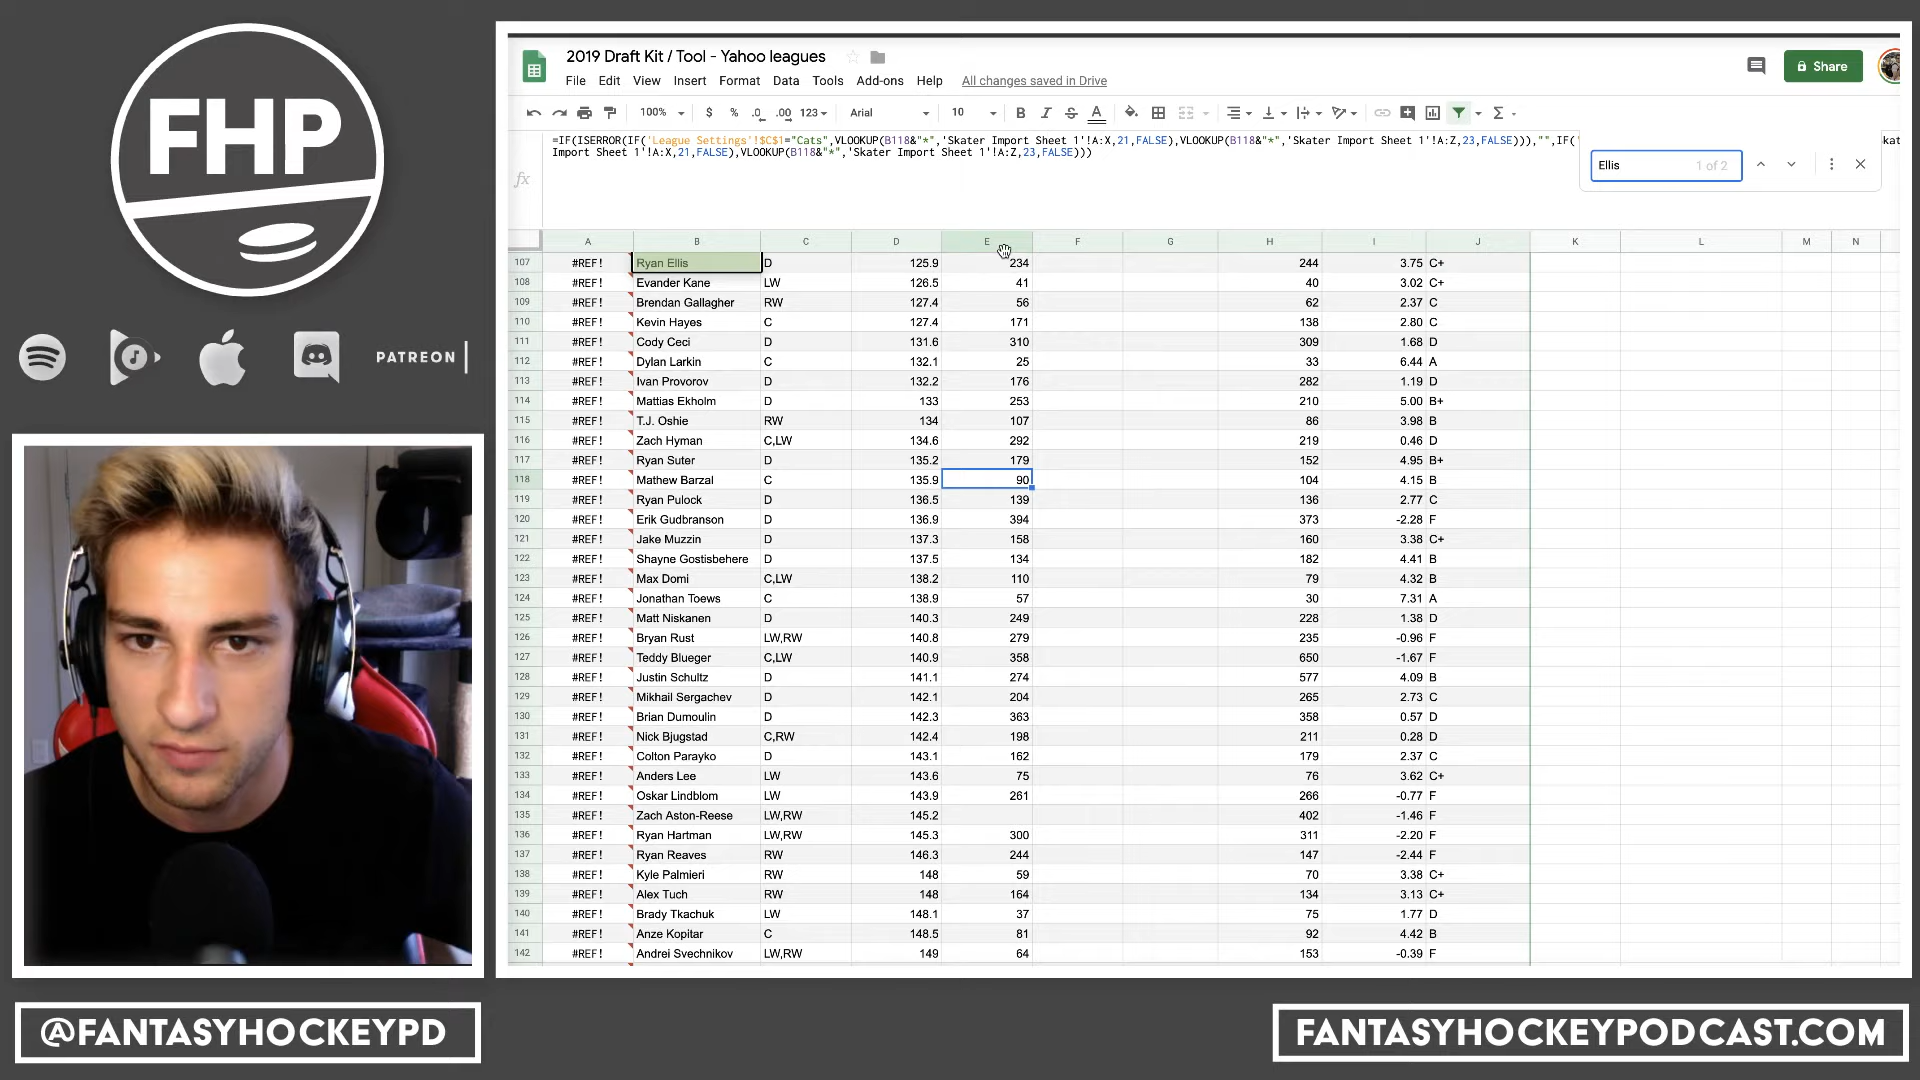 FHP
PATREON
@FANTASYHOCKEYPD
FANTASYHOCKEYPODCAST.COM
2019 Draft Kit / Tool - Yahoo leagues
File Edit View Insert Format Data Tools Add-ons Help All changes saved in Drive
Share
100% $ % .0 .00 123 Arial 10 B I S A Σ
=IF(ISERROR(IF('League Settings'!$C$1="Cats",VLOOKUP(B118&"*",'Skater Import Sheet 1'!A:X,21,FALSE),VLOOKUP(B118&"*",'Skater Import Sheet 1'!A:Z,23,FALSE))),"",IF('
Import Sheet 1'!A:X,21,FALSE),VLOOKUP(B118&"*",'Skater Import Sheet 1'!A:Z,23,FALSE)))
fx
Ellis 1 of 2
A B C D E F G H I J K L M N
107 #REF! Ryan Ellis D 125.9 234 244 3.75 C+
108 #REF! Evander Kane LW 126.5 41 40 3.02 C+
109 #REF! Brendan Gallagher RW 127.4 56 62 2.37 C
110 #REF! Kevin Hayes C 127.4 171 138 2.80 C
111 #REF! Cody Ceci D 131.6 310 309 1.68 D
112 #REF! Dylan Larkin C 132.1 25 33 6.44 A
113 #REF! Ivan Provorov D 132.2 176 282 1.19 D
114 #REF! Mattias Ekholm D 133 253 210 5.00 B+
115 #REF! T.J. Oshie RW 134 107 86 3.98 B
116 #REF! Zach Hyman C,LW 134.6 292 219 0.46 D
117 #REF! Ryan Suter D 135.2 179 152 4.95 B+
118 #REF! Mathew Barzal C 135.9 90 104 4.15 B
119 #REF! Ryan Pulock D 136.5 139 136 2.77 C
120 #REF! Erik Gudbranson D 136.9 394 373 -2.28 F
121 #REF! Jake Muzzin D 137.3 158 160 3.38 C+
122 #REF! Shayne Gostisbehere D 137.5 134 182 4.41 B
123 #REF! Max Domi C,LW 138.2 110 79 4.32 B
124 #REF! Jonathan Toews C 138.9 57 30 7.31 A
125 #REF! Matt Niskanen D 140.3 249 228 1.38 D
126 #REF! Bryan Rust LW,RW 140.8 279 235 -0.96 F
127 #REF! Teddy Blueger C,LW 140.9 358 650 -1.67 F
128 #REF! Justin Schultz D 141.1 274 577 4.09 B
129 #REF! Mikhail Sergachev D 142.1 204 265 2.73 C
130 #REF! Brian Dumoulin D 142.3 363 358 0.57 D
131 #REF! Nick Bjugstad C,RW 142.4 198 211 0.28 D
132 #REF! Colton Parayko D 143.1 162 179 2.37 C
133 #REF! Anders Lee LW 143.6 75 76 3.62 C+
134 #REF! Oskar Lindblom LW 143.9 261 266 -0.77 F
135 #REF! Zach Aston-Reese LW,RW 145.2 402 -1.46 F
136 #REF! Ryan Hartman LW,RW 145.3 300 311 -2.20 F
137 #REF! Ryan Reaves RW 146.3 244 147 -2.44 F
138 #REF! Kyle Palmieri RW 148 59 70 3.38 C+
139 #REF! Alex Tuch RW 148 164 134 3.13 C+
140 #REF! Brady Tkachuk LW 148.1 37 75 1.77 D
141 #REF! Anze Kopitar C 148.5 81 92 4.42 B
142 #REF! Andrei Svechnikov LW,RW 149 64 153 -0.39 F